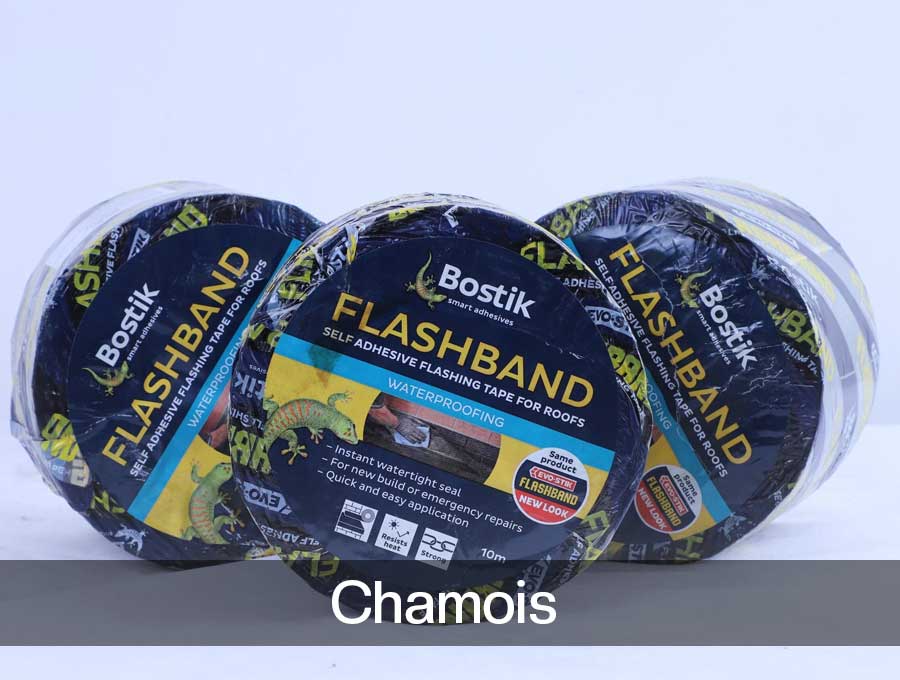 Bostik
smart adhesives
FLASHBAND
SELF ADHESIVE FLASHING TAPE FOR ROOFS
WATERPROOFING
Bostik
smart adhesives
FLASHBAND
SELF ADHESIVE FLASHING TAPE FOR ROOFS
WATERPROOFING
- Instant watertight seal
- For new build or emergency repairs
- Quick and easy application
Same
product
EVO-STIK
FLASHBAND
NEW LOOK
Resists
heat
Strong
10m
Bostik
smart adhesives
FLASHBAND
SELF ADHESIVE FLASHING TAPE FOR ROOFS
Same
product
EVO-STIK
FLASHBAND
NEW LOOK
Chamois